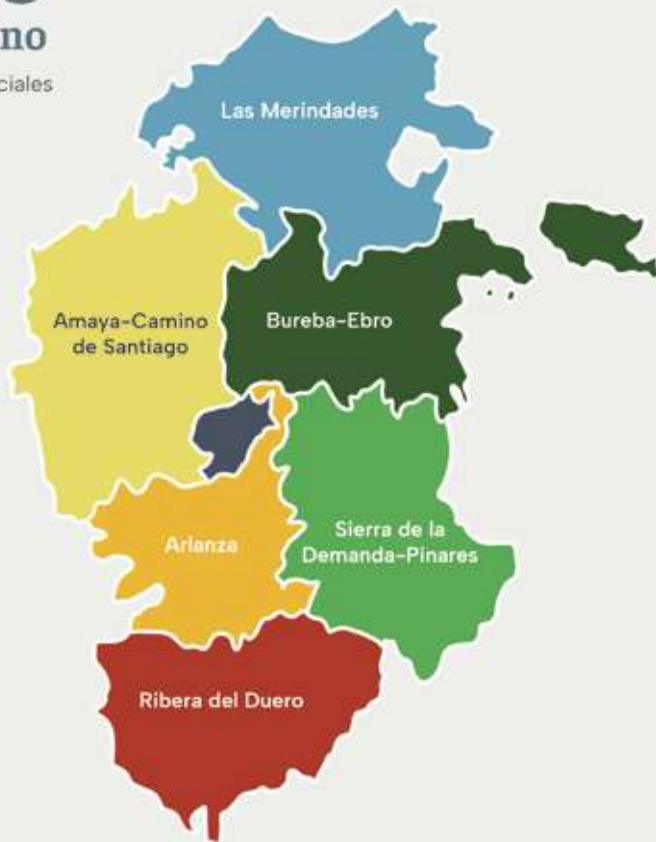 no
ciales
Las Merindades
Amaya-Camino
de Santiago
Bureba-Ebro
Arlanza
Sierra de la
Demanda-Pinares
Ribera del Duero